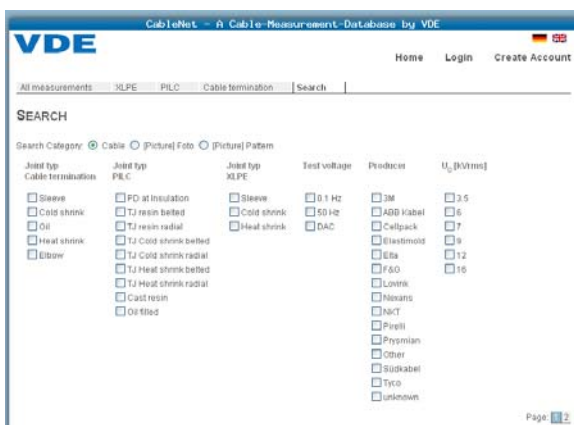 CableNet - A Cable-Measurement-Database by VDE
VDE
Home Login Create Account
All measurements XLPE PILC Cable termination Search
SEARCH
Search Category: Cable [Picture] Foto [Picture] Pattern
Joint typ
Cable termination
Sleeve
Cold shrink
Oil
Heat shrink
Elbow
Joint typ
PILC
PD at Insulation
TJ resin belted
TJ resin radial
TJ Cold shrink belted
TJ Cold shrink radial
TJ Heat shrink belted
TJ Heat shrink radial
Cast resin
Oil filled
Joint typ
XLPE
Sleeve
Cold shrink
Heat shrink
Test voltage
0.1 Hz
50 Hz
DAC
Producer
3M
ABB Kabel
Cellpack
Elastimold
Elta
F&G
Lovink
Nexans
NKT
Pirelli
Prysmian
Other
Südkabel
Tyco
unknown
U0 [kVrms]
3.5
6
7
9
12
16
Page: 1 2